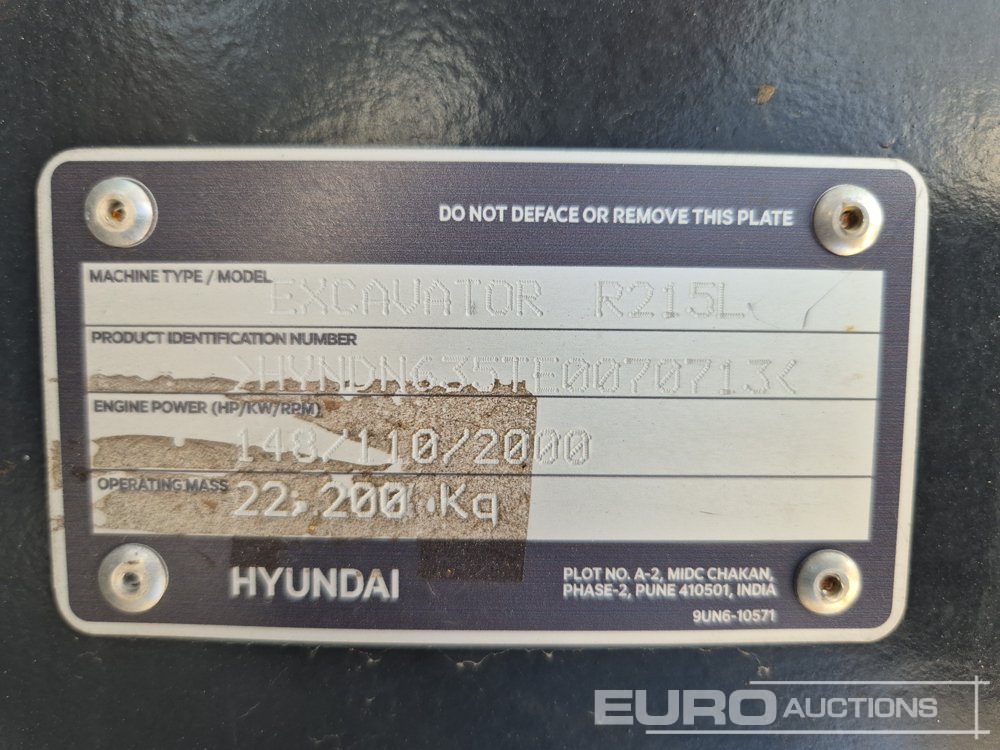 DO NOT DEFACE OR REMOVE THIS PLATE
MACHINE TYPE / MODEL EXCAVATOR R215L
PRODUCT IDENTIFICATION NUMBER
>HYNDN635TE0070713<
ENGINE POWER (HP/KW/RPM)
148/110/2000
OPERATING MASS 22,200 Kg
HYUNDAI
PLOT NO. A-2, MIDC CHAKAN,
PHASE-2, PUNE 410501, INDIA
9UN6-10571
EURO AUCTIONS